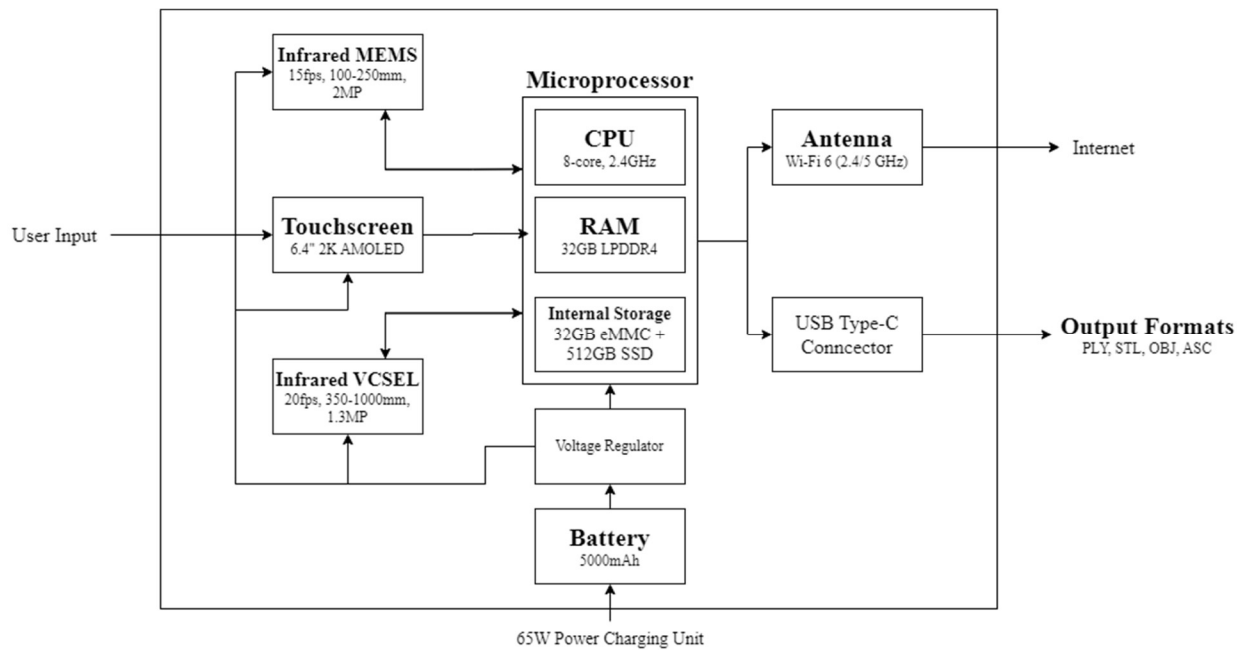 Infrared MEMS
15fps, 100-250mm,
2MP
Microprocessor
CPU
8-core, 2.4GHz
Antenna
Wi-Fi 6 (2.4/5 GHz)
Internet
User Input
Touchscreen
6.4" 2K AMOLED
RAM
32GB LPDDR4
Internal Storage
32GB eMMC +
512GB SSD
USB Type-C
Conncector
Output Formats
PLY, STL, OBJ, ASC
Infrared VCSEL
20fps, 350-1000mm,
1.3MP
Voltage Regulator
Battery
5000mAh
65W Power Charging Unit